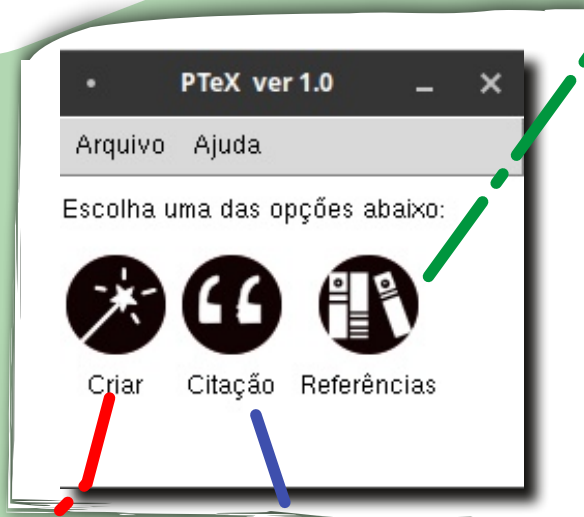 PTeX ver 1.0
Arquivo Ajuda
Escolha uma das opções abaixo:
Criar Citação Referências